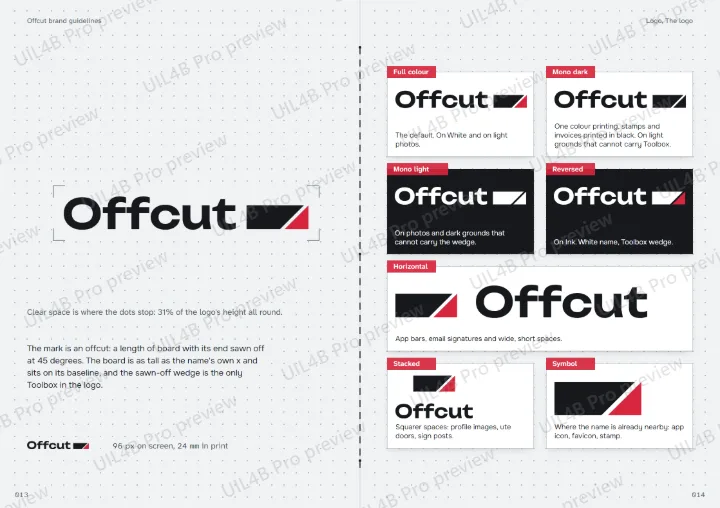 Offcut brand guidelines
Logo, The logo
Offcut
Clear space is where the dots stop: 31% of the logo's height all round.
The mark is an offcut: a length of board with its end sawn off
at 45 degrees. The board is as tall as the name's own x and
sits on its baseline, and the sawn-off wedge is the only
Toolbox in the logo.
Offcut
96 px on screen, 24 mm in print
013
Full colour
Offcut
The default. On White and on light
photos.
Mono dark
Offcut
One colour printing, stamps and
invoices printed in black. On light
grounds that cannot carry Toolbox.
Mono light
Offcut
On photos and dark grounds that
cannot carry the wedge.
Reversed
Offcut
On Ink. White name, Toolbox wedge.
Horizontal
Offcut
App bars, email signatures and wide, short spaces.
Stacked
Offcut
Squarer spaces: profile images, ute
doors, sign posts.
Symbol
Where the name is already nearby: app
icon, favicon, stamp.
014
UIL4B Pro preview